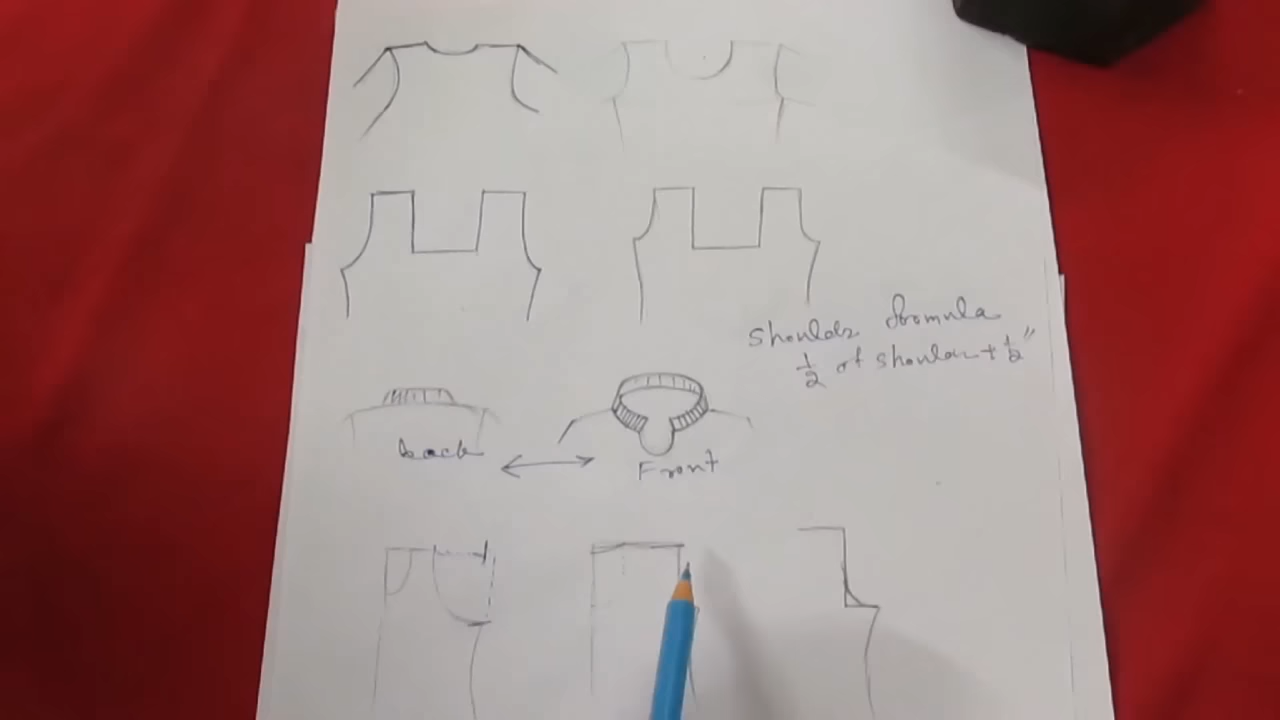 Shoulder formula
1/2 of shoulder + 1/2"
back
Front